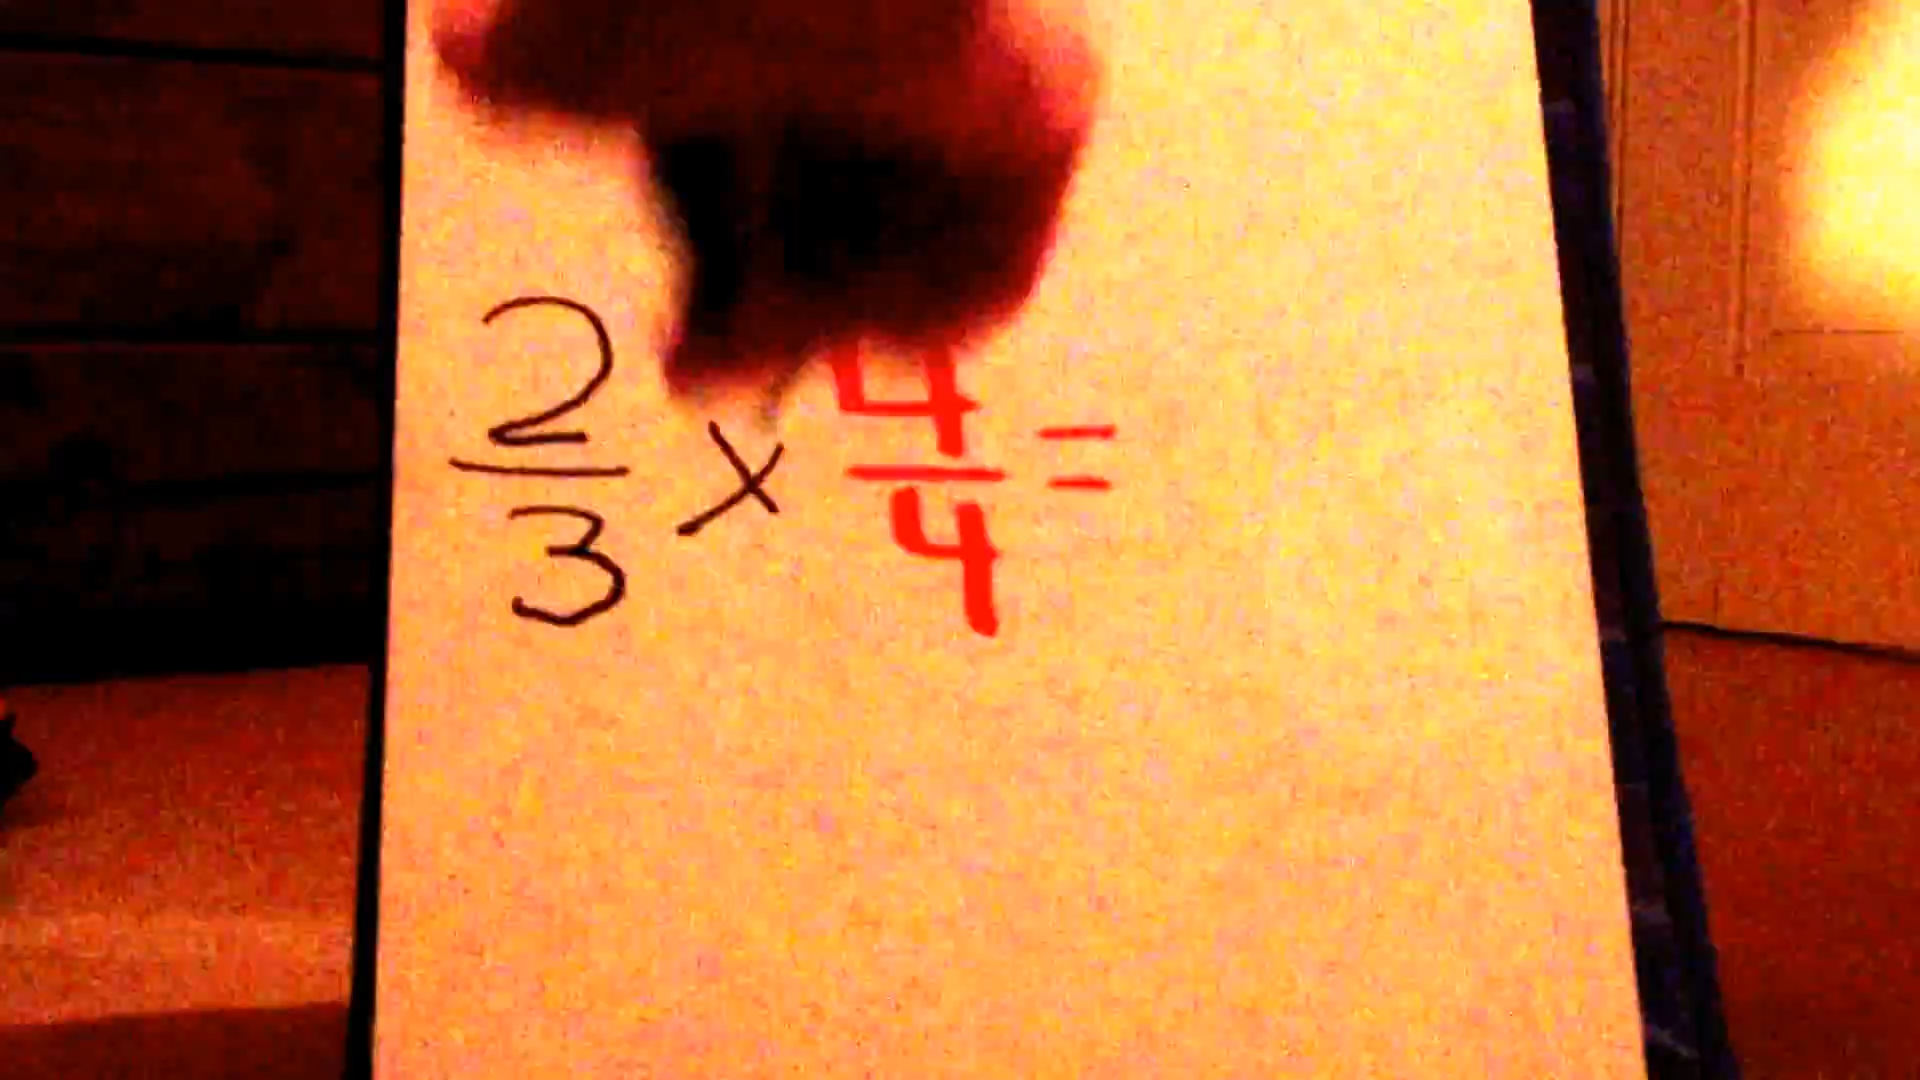 2/3 x 4/4 =